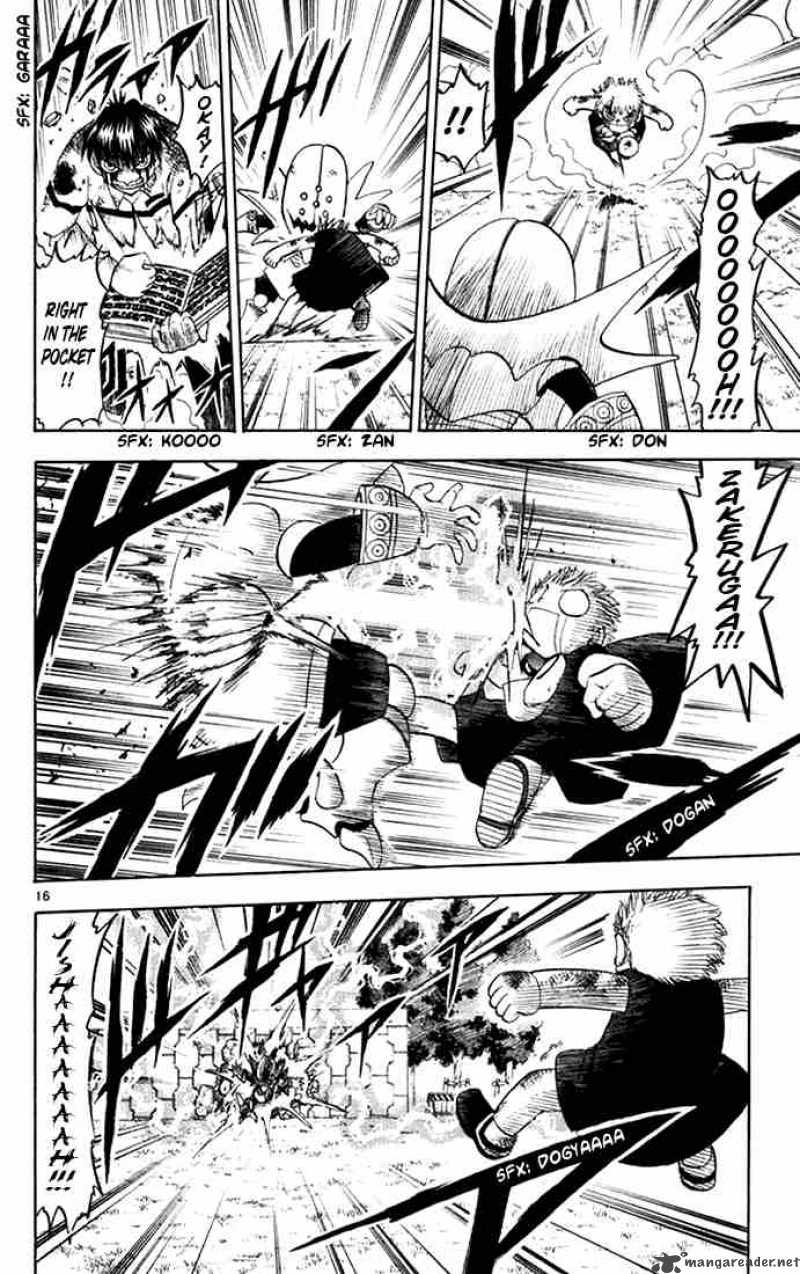 OOOOOOOOOH!!!
!!
SFX: DON
SFX: ZAN
OKAY!
RIGHT
IN THE
POCKET
!!
SFX: GARAAA
SFX: KOOOO
ZAKERUGAA!!!
SFX: DOGAN
16
JSHAAAAAAAAH!!!
SFX: DOGYAAAA
mangareader.net